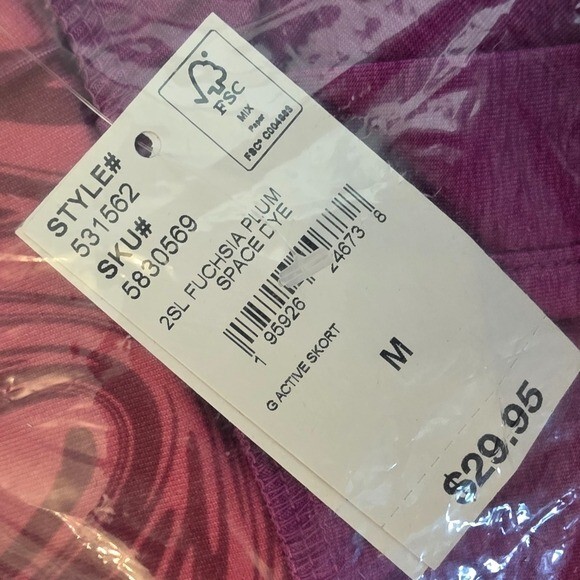 STYLE#
531562
SKU#
5830569
FSC
MIX
Paper
FSC® C004683
2SL FUCHSIA PLUM
SPACE DYE
1 95926 24673 8
G ACTIVE SKORT
M
$29.95